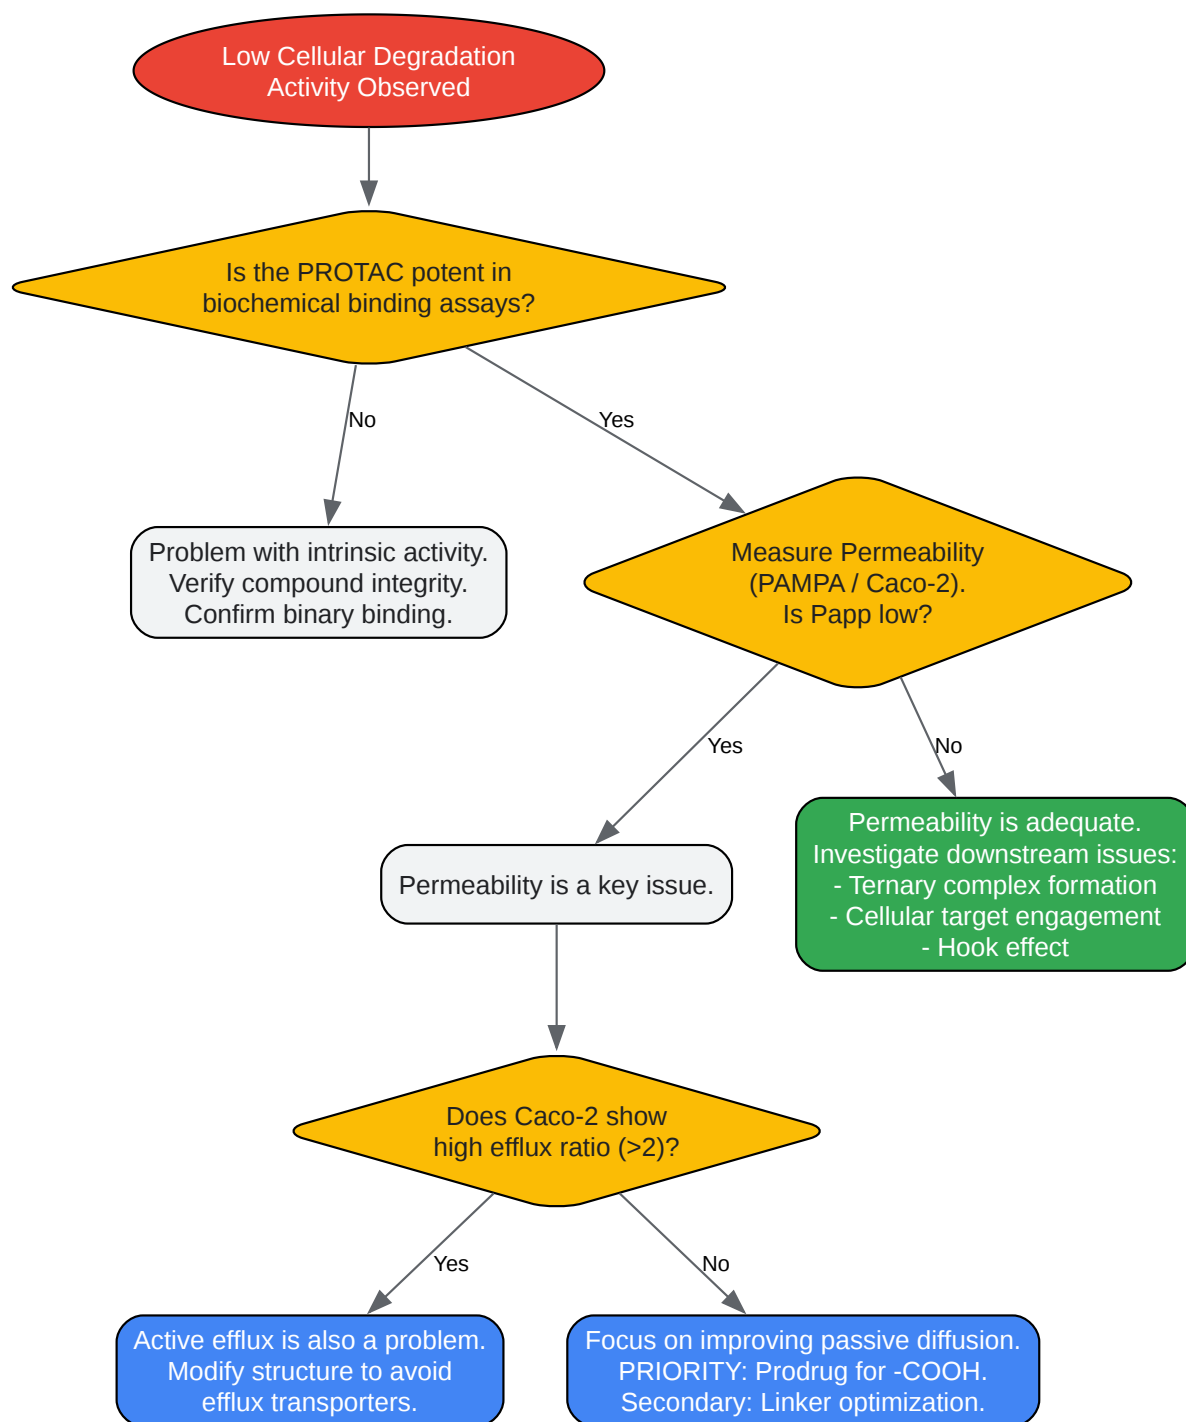 Low Cellular Degradation
Activity Observed
Is the PROTAC potent in
biochemical binding assays?
No
Yes
Problem with intrinsic activity.
Verify compound integrity.
Confirm binary binding.
Measure Permeability
(PAMPA / Caco-2).
Is Papp low?
Yes
No
Permeability is a key issue.
Permeability is adequate.
Investigate downstream issues:
- Ternary complex formation
- Cellular target engagement
- Hook effect
Does Caco-2 show
high efflux ratio (>2)?
Yes
No
Active efflux is also a problem.
Modify structure to avoid
efflux transporters.
Focus on improving passive diffusion.
PRIORITY: Prodrug for -COOH.
Secondary: Linker optimization.